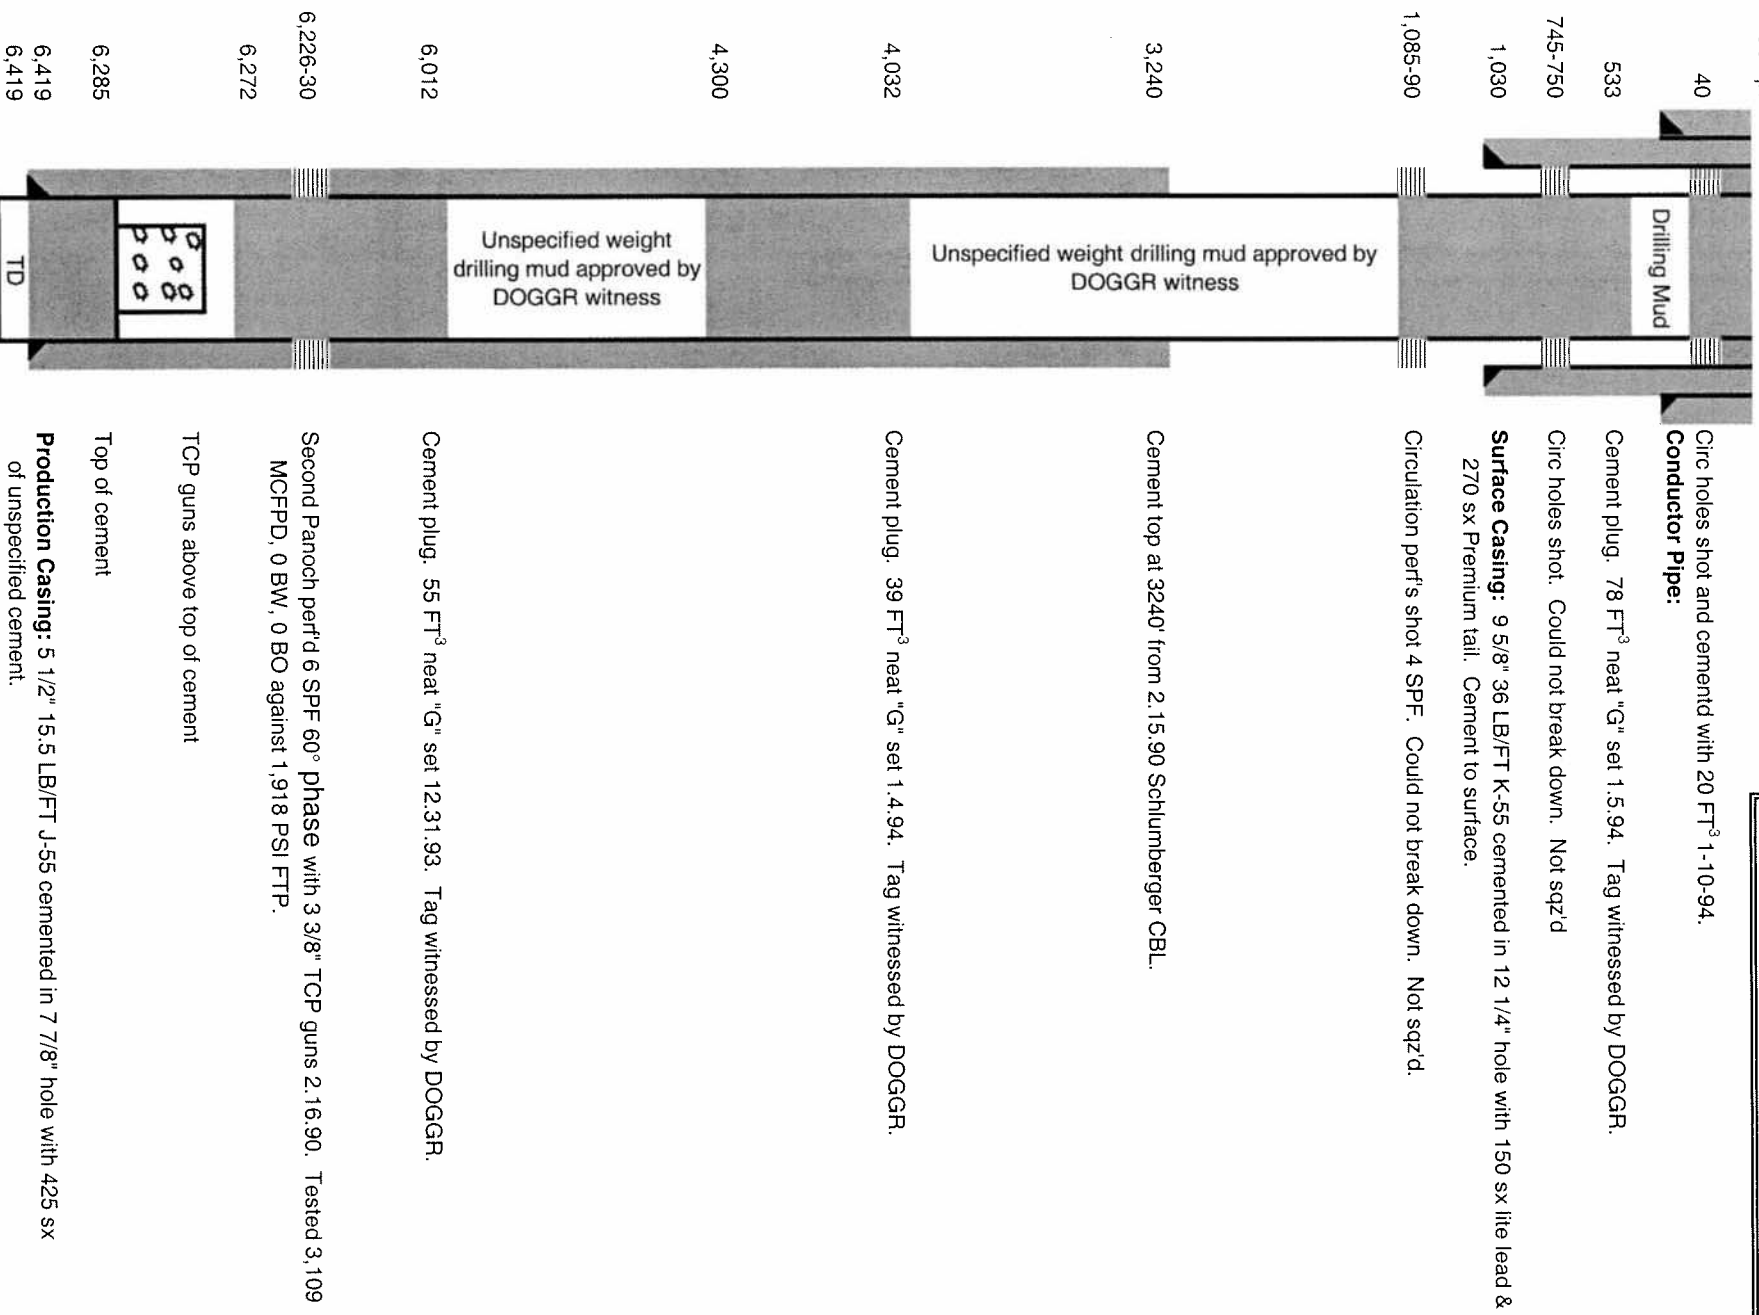 40
Circ holes shot and cementd with 20 FT³ 1-10-94.
Conductor Pipe:
533
Cement plug. 78 FT³ neat "G" set 1.5.94. Tag witnessed by DOGGR.
745-750
Circ holes shot. Could not break down. Not sqz'd
1,030
Surface Casing: 9 5/8" 36 LB/FT K-55 cemented in 12 1/4" hole with 150 sx lite lead &
270 sx Premium tail. Cement to surface.
1,085-90
Circulation perf's shot 4 SPF. Could not break down. Not sqz'd.
3,240
Cement top at 3240' from 2.15.90 Schlumberger CBL.
4,032
Cement plug. 39 FT³ neat "G" set 1.4.94. Tag witnessed by DOGGR.
4,300
6,012
Cement plug. 55 FT³ neat "G" set 12.31.93. Tag witnessed by DOGGR.
6,226-30
Second Panoch perf'd 6 SPF 60° phase with 3 3/8" TCP guns 2.16.90. Tested 3,109
MCFPD, 0 BW, 0 BO against 1,918 PSI FTP.
6,272
TCP guns above top of cement
6,285
Top of cement
6,419
Production Casing: 5 1/2" 15.5 LB/FT J-55 cemented in 7 7/8" hole with 425 sx
of unspecified cement.
6,419
Drilling Mud
Unspecified weight drilling mud approved by
DOGGR witness
Unspecified weight
drilling mud approved by
DOGGR witness
TD